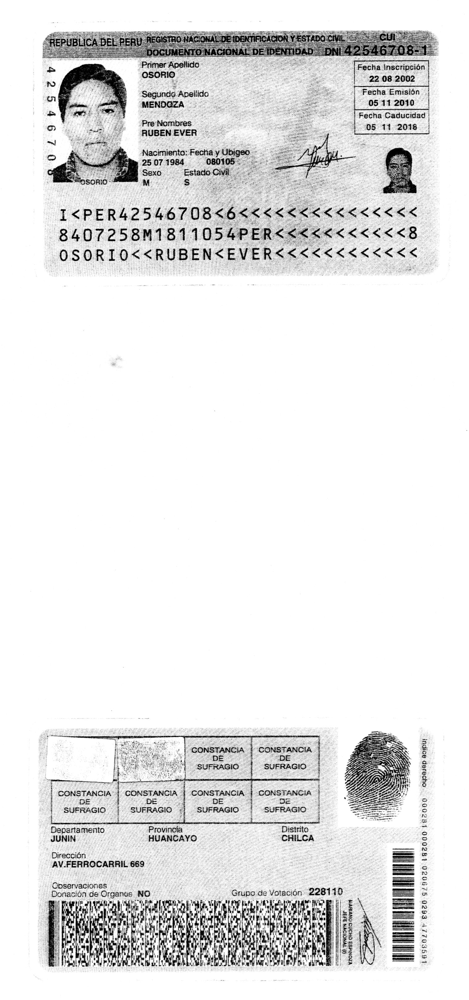 REPUBLICA DEL PERU REGISTRO NACIONAL DE IDENTIFICACION Y ESTADO CIVIL CUI
DOCUMENTO NACIONAL DE IDENTIDAD DNI 42546708-1
42546708
Primer Apellido
OSORIO
Segundo Apellido
MENDOZA
Pre Nombres
RUBEN EVER
Nacimiento: Fecha y Ubigeo
25 07 1984 080105
Sexo Estado Civil
M S
OSORIO
Fecha Inscripción
22 08 2002
Fecha Emisión
05 11 2010
Fecha Caducidad
05 11 2018
I<PER42546708<6<<<<<<<<<<<<<<<
8407258M1811054PER<<<<<<<<<<<8
OSORIO<<RUBEN<EVER<<<<<<<<<<<<
CONSTANCIA DE SUFRAGIO CONSTANCIA DE SUFRAGIO
CONSTANCIA DE SUFRAGIO CONSTANCIA DE SUFRAGIO CONSTANCIA DE SUFRAGIO CONSTANCIA DE SUFRAGIO
Indice derecho 000281 000281 020675 0293 47703591
Departamento Provincia Distrito
JUNIN HUANCAYO CHILCA
Dirección
AV.FERROCARRIL 669
Observaciones
Donación de Organos NO Grupo de Votación 228110
MARIANO CUCHO ESPINOZA
JEFE NACIONAL (I)